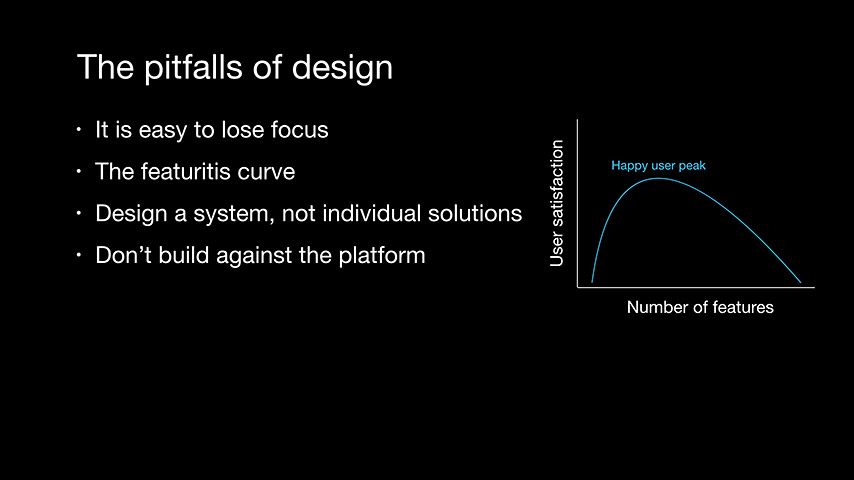 The pitfalls of design
• It is easy to lose focus
• The featuritis curve
• Design a system, not individual solutions
• Don’t build against the platform
User satisfaction
Happy user peak
Number of features